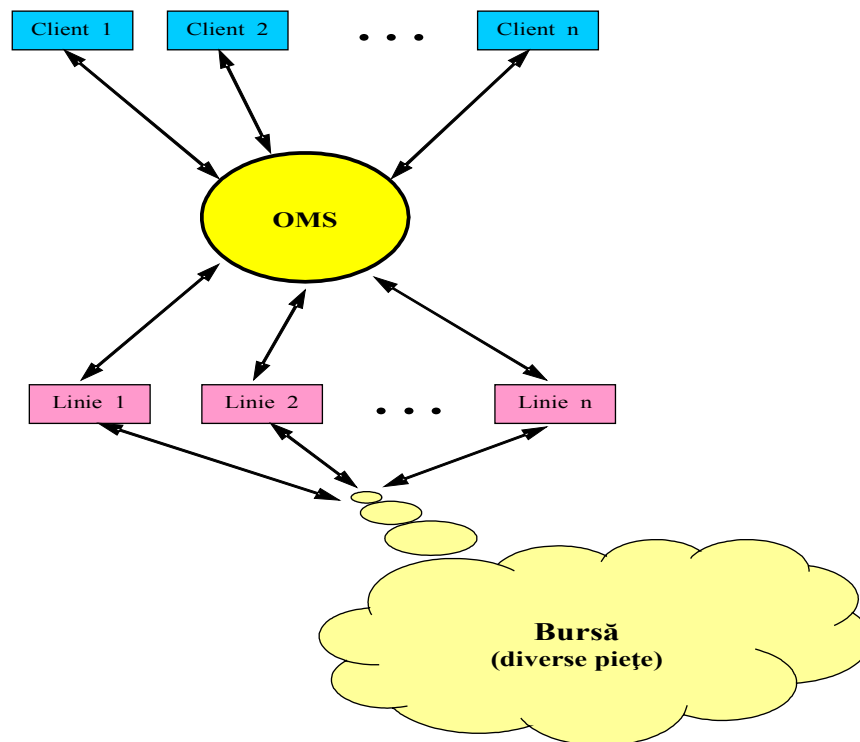 Client 1
Client 2
. . .
Client n
OMS
Linie 1
Linie 2
. . .
Linie n
Bursă
(diverse pieţe)